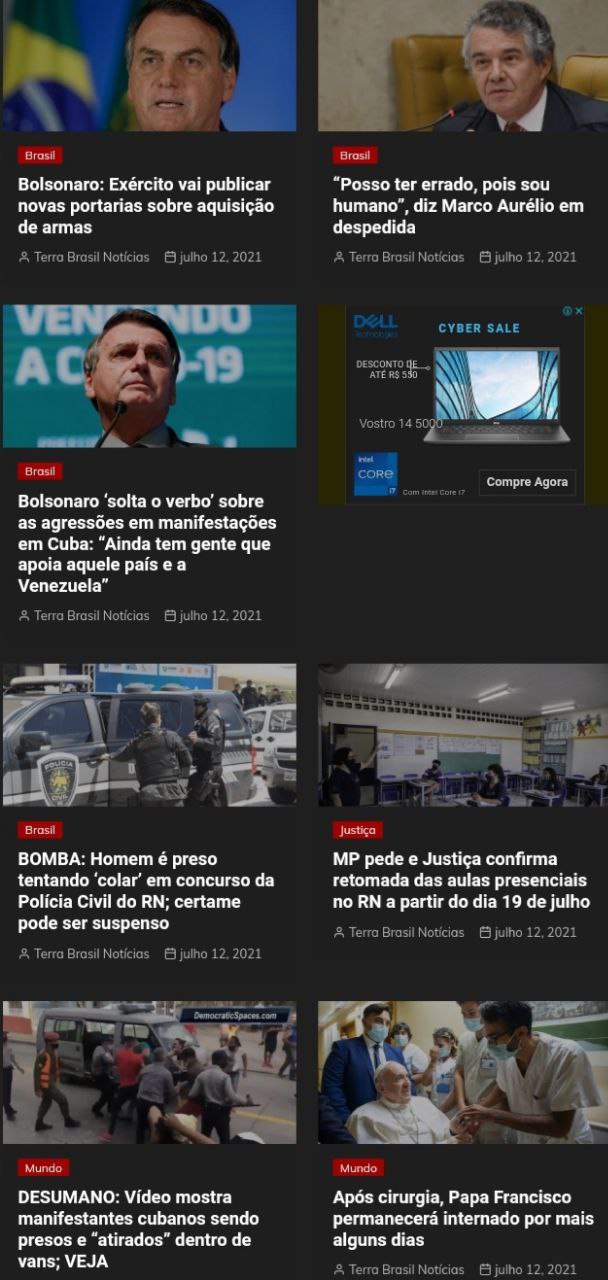 Brasil
Bolsonaro: Exército vai publicar
novas portarias sobre aquisição
de armas
Terra Brasil Notícias julho 12, 2021
Brasil
“Posso ter errado, pois sou
humano”, diz Marco Aurélio em
despedida
Terra Brasil Notícias julho 12, 2021
VENCENDO
A CO -19
Brasil
Bolsonaro ‘solta o verbo’ sobre
as agressões em manifestações
em Cuba: “Ainda tem gente que
apoia aquele país e a
Venezuela”
Terra Brasil Notícias julho 12, 2021
DELL
Technologies
CYBER SALE
DESCONTO DE
ATÉ R$ 550
Vostro 14 5000
intel
CORE
i7
Com Intel Core i7
Compre Agora
POLÍCIA
CIVIL
Brasil
BOMBA: Homem é preso
tentando ‘colar’ em concurso da
Polícia Civil do RN; certame
pode ser suspenso
Terra Brasil Notícias julho 12, 2021
Justiça
MP pede e Justiça confirma
retomada das aulas presenciais
no RN a partir do dia 19 de julho
Terra Brasil Notícias julho 12, 2021
DemocraticSpaces.com
Mundo
DESUMANO: Vídeo mostra
manifestantes cubanos sendo
presos e “atirados” dentro de
vans; VEJA
Mundo
Após cirurgia, Papa Francisco
permanecerá internado por mais
alguns dias
Terra Brasil Notícias julho 12, 2021